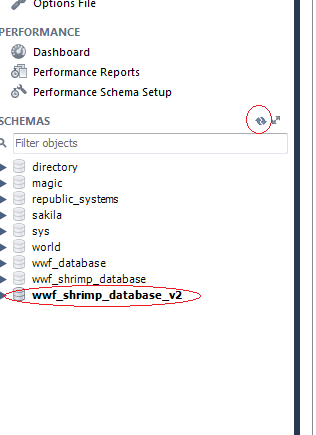 Options File
PERFORMANCE
Dashboard
Performance Reports
Performance Schema Setup
SCHEMAS
Filter objects
directory
magic
republic_systems
sakila
sys
world
wwf_database
wwf_shrimp_database
wwf_shrimp_database_v2